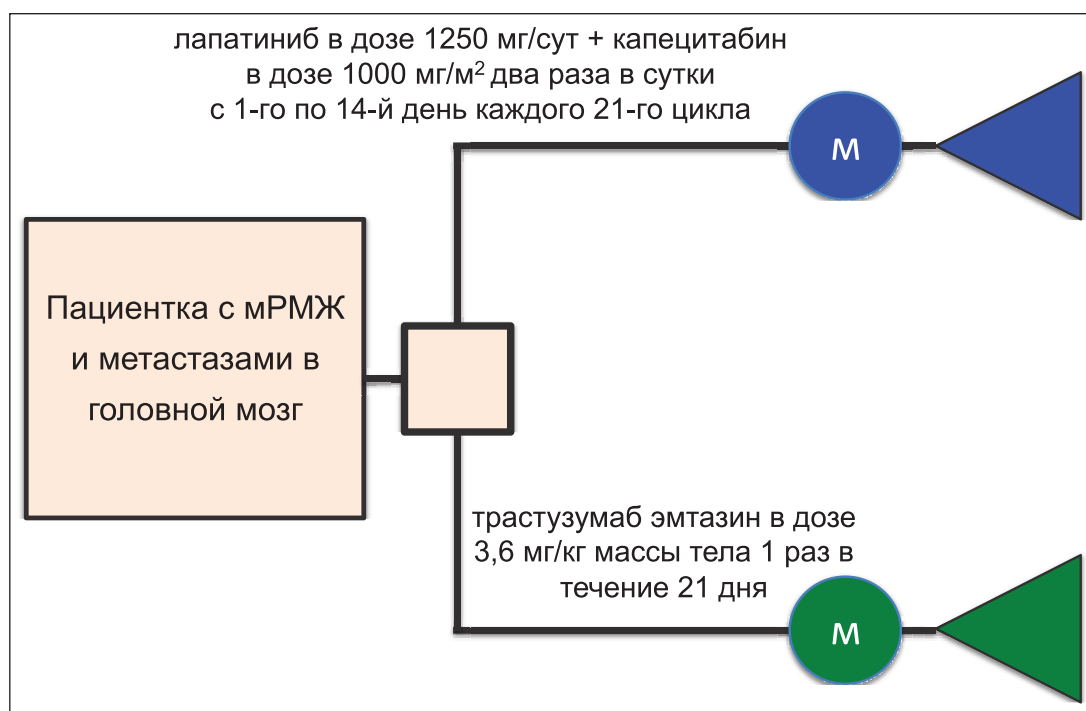 лапатиниб в дозе 1250 мг/сут + капецитабин
в дозе 1000 мг/м² два раза в сутки
с 1-го по 14-й день каждого 21-го цикла
М
Пациентка с мРМЖ
и метастазами в
головной мозг
трастузумаб эмтазин в дозе
3,6 мг/кг массы тела 1 раз в
течение 21 дня
М